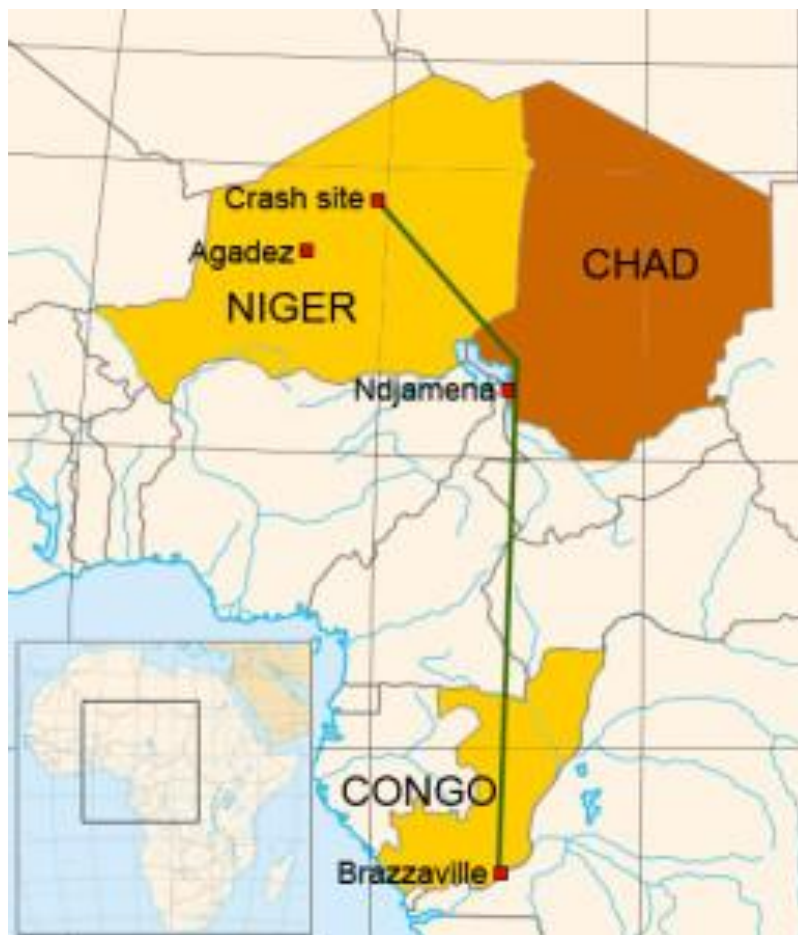 Crash site
Agadez
CHAD
NIGER
Ndjamena
CONGO
Brazzaville